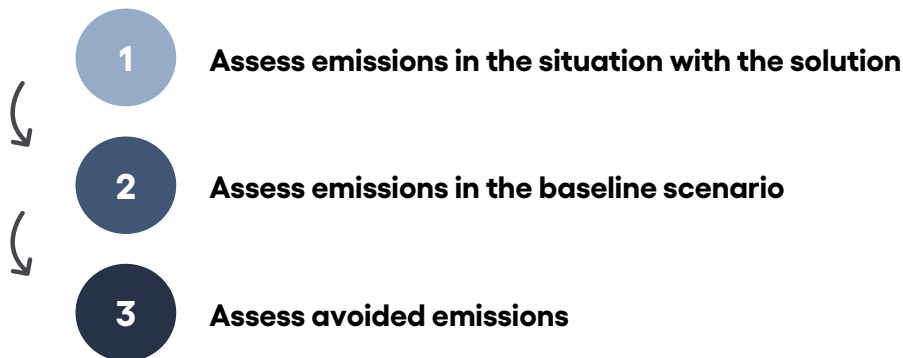 1 Assess emissions in the situation with the solution
2 Assess emissions in the baseline scenario
3 Assess avoided emissions